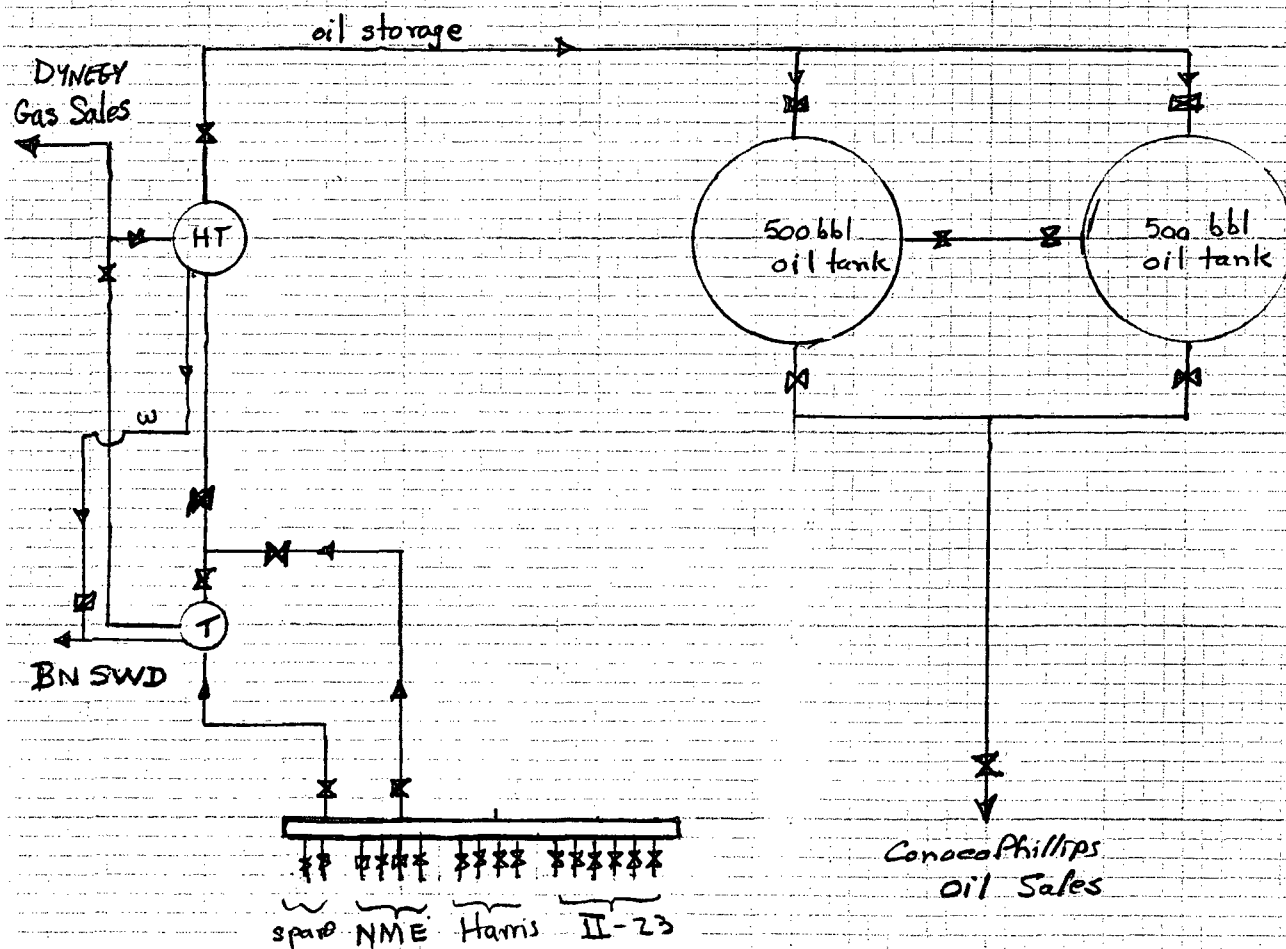 oil storage
DYNEGY
Gas Sales
HT
500 bbl
oil tank
500 bbl
oil tank
ω
T
BN SWD
spare NME Harris II-23
ConocoPhillips
Oil Sales